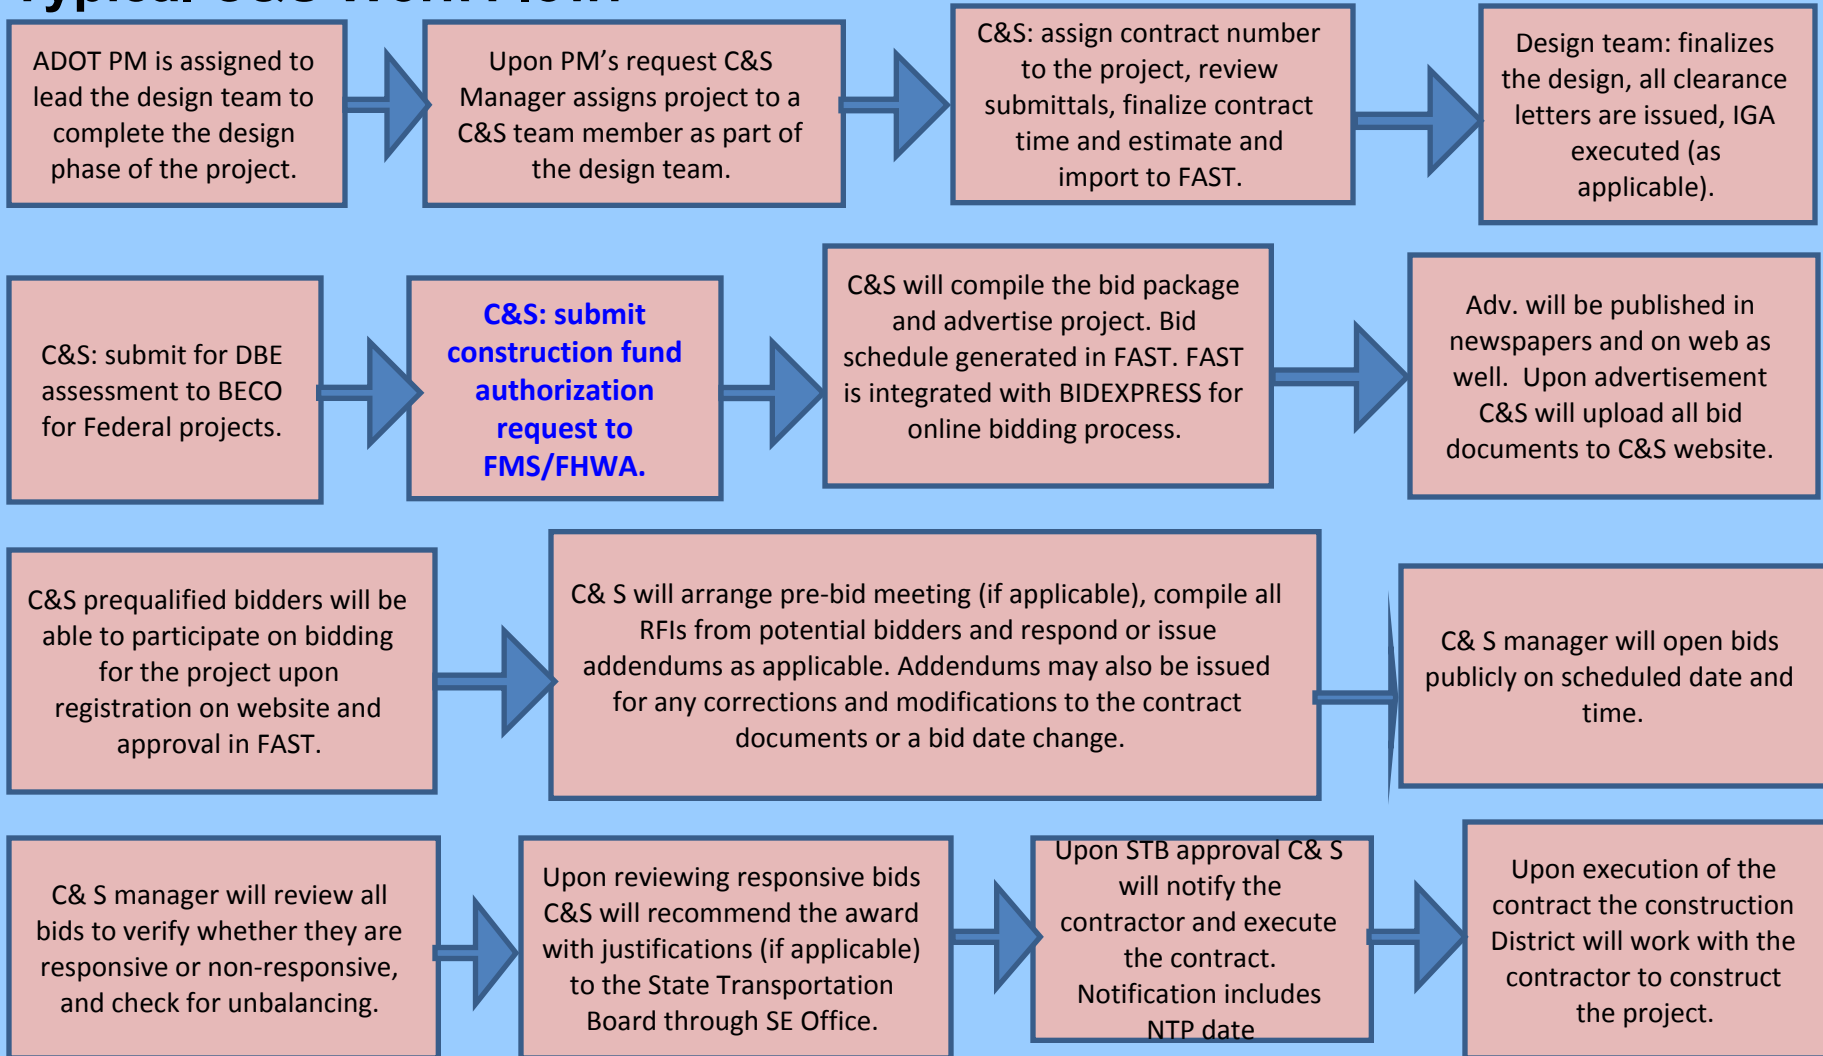 Typical C&S Work Flow:
ADOT PM is assigned to
lead the design team to
complete the design
phase of the project.
Upon PM’s request C&S
Manager assigns project to a
C&S team member as part of
the design team.
C&S: assign contract number
to the project, review
submittals, finalize contract
time and estimate and
import to FAST.
Design team: finalizes
the design, all clearance
letters are issued, IGA
executed (as
applicable).
C&S: submit for DBE
assessment to BECO
for Federal projects.
C&S: submit
construction fund
authorization
request to
FMS/FHWA.
C&S will compile the bid package
and advertise project. Bid
schedule generated in FAST. FAST
is integrated with BIDEXPRESS for
online bidding process.
Adv. will be published in
newspapers and on web as
well.  Upon advertisement
C&S will upload all bid
documents to C&S website.
C&S prequalified bidders will be
able to participate on bidding
for the project upon
registration on website and
approval in FAST.
C& S will arrange pre-bid meeting (if applicable), compile all
RFIs from potential bidders and respond or issue
addendums as applicable. Addendums may also be issued
for any corrections and modifications to the contract
documents or a bid date change.
C& S manager will open bids
publicly on scheduled date and
time.
C& S manager will review all
bids to verify whether they are
responsive or non-responsive,
and check for unbalancing.
Upon reviewing responsive bids
C&S will recommend the award
with justifications (if applicable)
to the State Transportation
Board through SE Office.
Upon STB approval C& S
will notify the
contractor and execute
the contract.
Notification includes
NTP date
Upon execution of the
contract the construction
District will work with the
contractor to construct
the project.